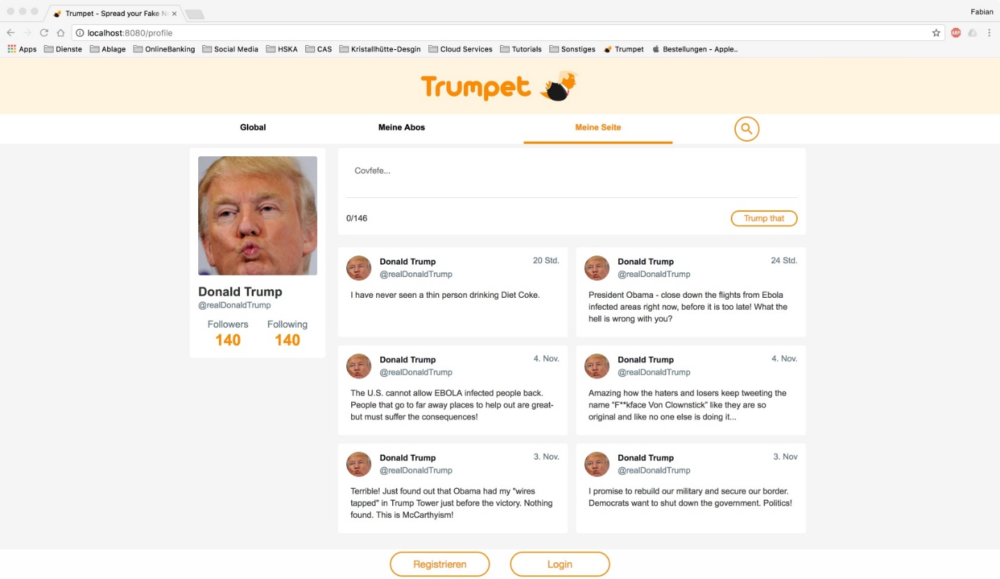 Trumpet - Spread your Fake Ne
Fabian
localhost:8080/profile
ABP
Apps Dienste Ablage OnlineBanking Social Media HSKA CAS Kristallhütte-Desgin Cloud Services Tutorials Sonstiges Trumpet Bestellungen - Apple..
Trumpet
Global Meine Abos Meine Seite
Donald Trump
@realDonaldTrump
Followers Following
140 140
Covfefe...
0/146 Trump that
Donald Trump 20 Std.
@realDonaldTrump
I have never seen a thin person drinking Diet Coke.
Donald Trump 24 Std.
@realDonaldTrump
President Obama - close down the flights from Ebola
infected areas right now, before it is too late! What the
hell is wrong with you?
Donald Trump 4. Nov.
@realDonaldTrump
The U.S. cannot allow EBOLA infected people back.
People that go to far away places to help out are great-
but must suffer the consequences!
Donald Trump 4. Nov.
@realDonaldTrump
Amazing how the haters and losers keep tweeting the
name “F**kface Von Clownstick” like they are so
original and like no one else is doing it...
Donald Trump 3. Nov.
@realDonaldTrump
Terrible! Just found out that Obama had my "wires
tapped" in Trump Tower just before the victory. Nothing
found. This is McCarthyism!
Donald Trump 3. Nov
@realDonaldTrump
I promise to rebuild our military and secure our border.
Democrats want to shut down the government. Politics!
Registrieren Login